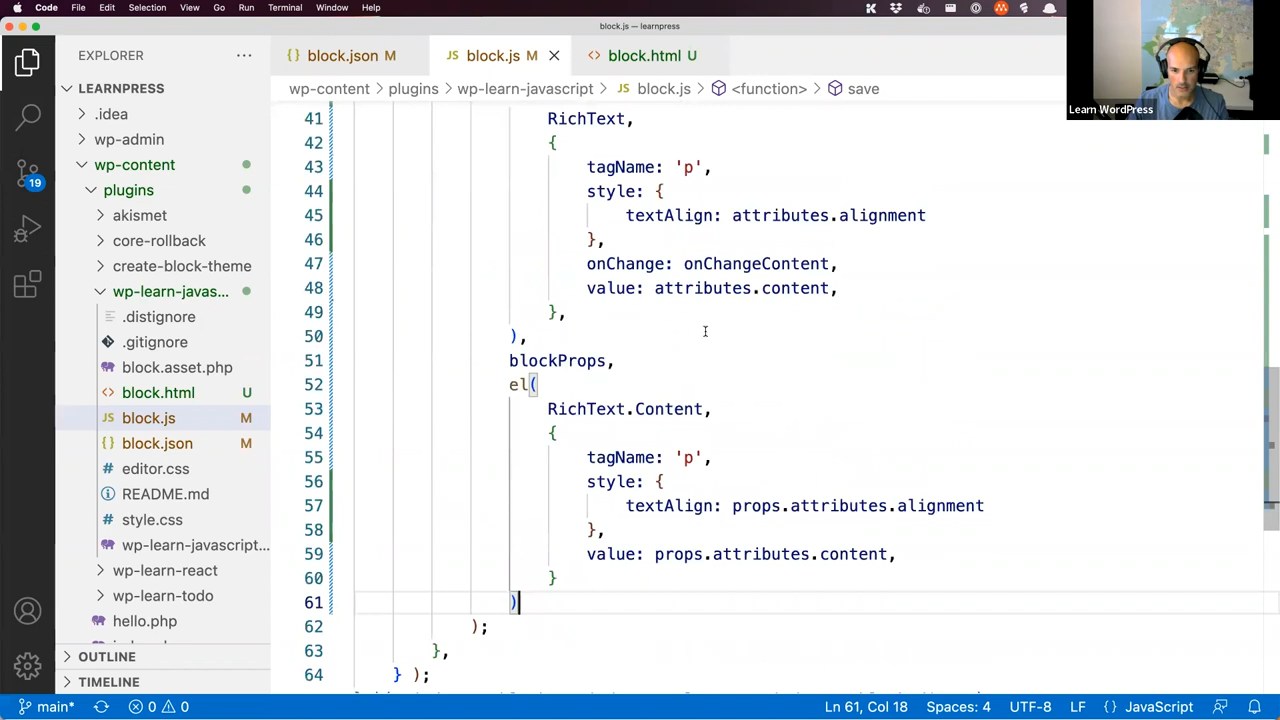 Code File Edit Selection View Go Run Terminal Window Help
block.js — learnpress
EXPLORER
LEARNPRESS
.idea
wp-admin
wp-content
plugins
akismet
core-rollback
create-block-theme
wp-learn-javas...
.distignore
.gitignore
block.asset.php
block.html U
block.js M
block.json M
editor.css
README.md
style.css
wp-learn-javascript...
wp-learn-react
wp-learn-todo
hello.php
OUTLINE
TIMELINE
19
block.json M
block.js M
block.html U
wp-content > plugins > wp-learn-javascript > block.js > <function> > save
41 RichText,
42 {
43 tagName: 'p',
44 style: {
45 textAlign: attributes.alignment
46 },
47 onChange: onChangeContent,
48 value: attributes.content,
49 },
50 ),
51 blockProps,
52 el(
53 RichText.Content,
54 {
55 tagName: 'p',
56 style: {
57 textAlign: props.attributes.alignment
58 },
59 value: props.attributes.content,
60 }
61 )
62 );
63 },
64 } );
Learn WordPress
main* 0 0 Ln 61, Col 18 Spaces: 4 UTF-8 LF {} JavaScript